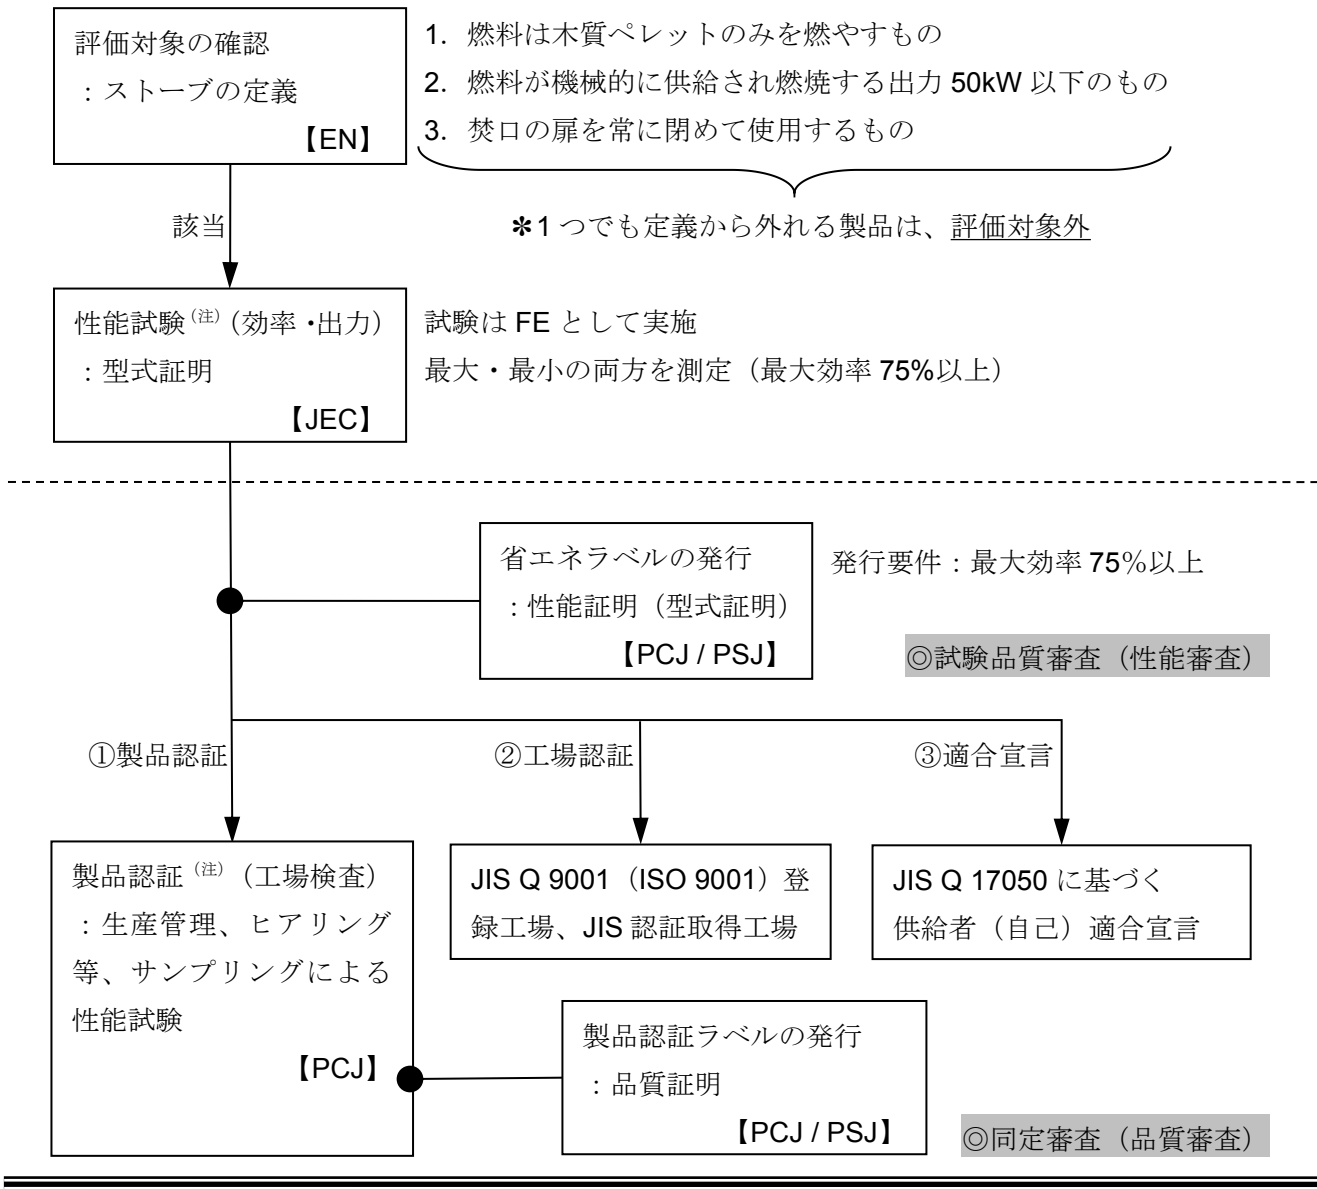 評価対象の確認
:ストーブの定義
【EN】
1. 燃料は木質ペレットのみを燃やすもの
2. 燃料が機械的に供給され燃焼する出力 50kW 以下のもの
3. 焚口の扉を常に閉めて使用するもの
該当
✱1 つでも定義から外れる製品は、評価対象外
性能試験(注)(効率・出力)
:型式証明
【JEC】
試験は FE として実施
最大・最小の両方を測定(最大効率 75%以上)
省エネラベルの発行
:性能証明(型式証明)
【PCJ / PSJ】
発行要件:最大効率 75%以上
◎試験品質審査(性能審査)
①製品認証
②工場認証
③適合宣言
製品認証(注)(工場検査)
:生産管理、ヒアリング
等、サンプリングによる
性能試験
【PCJ】
JIS Q 9001(ISO 9001)登
録工場、JIS 認証取得工場
JIS Q 17050 に基づく
供給者(自己)適合宣言
製品認証ラベルの発行
:品質証明
【PCJ / PSJ】
◎同定審査(品質審査)